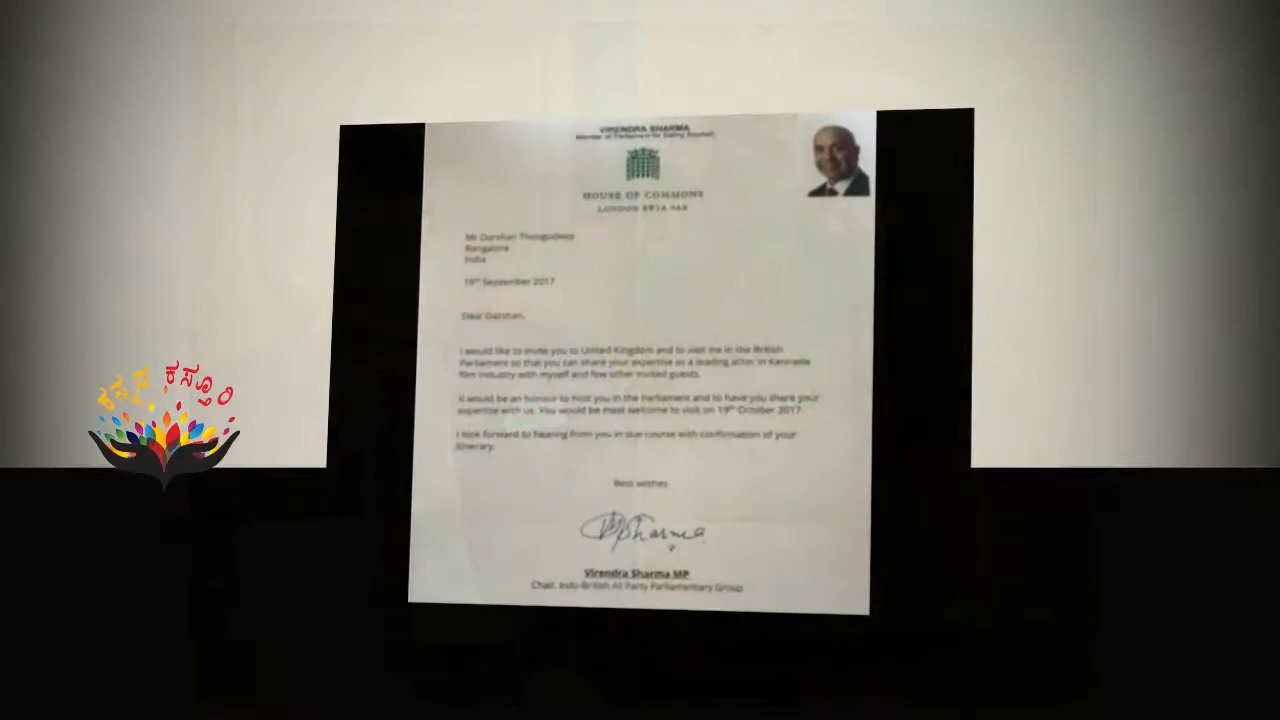 VIRENDRA SHARMA
Member of Parliament for Ealing Southall
HOUSE OF COMMONS
LONDON SW1A 0AA
Mr Darshan Thoogudeep
Bangalore
India
19th September 2017
Dear Darshan,
I would like to invite you to United Kingdom and to visit me in the British
Parliament so that you can share your expertise as a leading actor in Kannada
film industry with myself and few other invited guests.
It would be an honour to host you in the Parliament and to have you share your
expertise with us. You would be most welcome to visit on 19th October 2017.
I look forward to hearing from you in due course with confirmation of your
itinerary.
Best wishes
Virendra Sharma MP
Chair, Indo-British All Party Parliamentary Group
ಕನ್ನಡ ಕಸ್ತೂರಿ